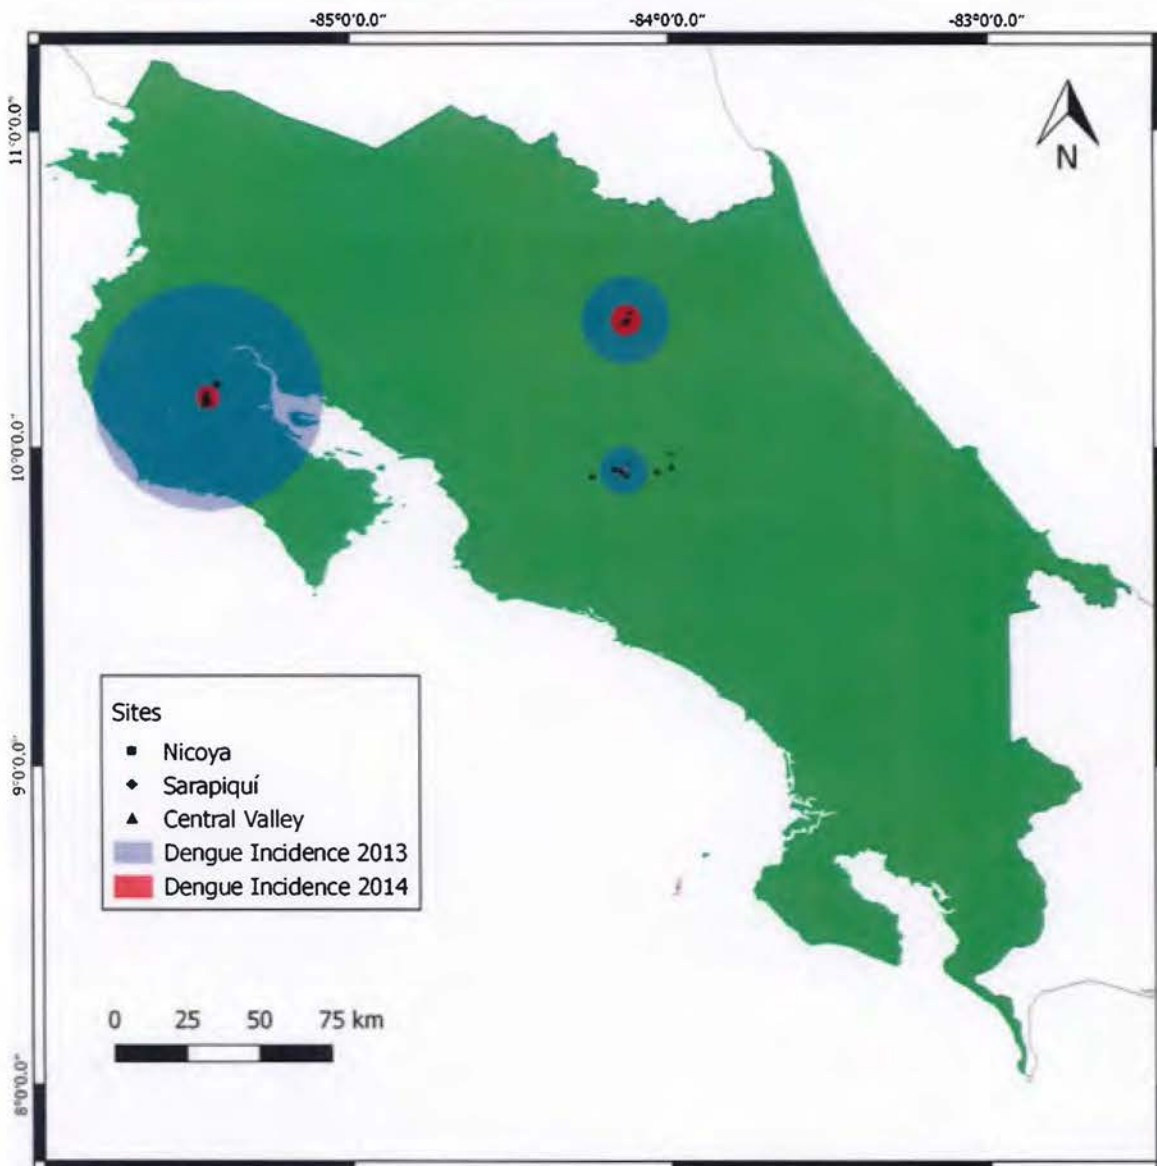 -85°0'0.0" -84°0'0.0" -83°0'0.0"
11°0'0.0"
10°0'0.0"
9°0'0.0"
8°0'0.0"
N
Sites
Nicoya
Sarapiquí
Central Valley
Dengue Incidence 2013
Dengue Incidence 2014
0 25 50 75 km